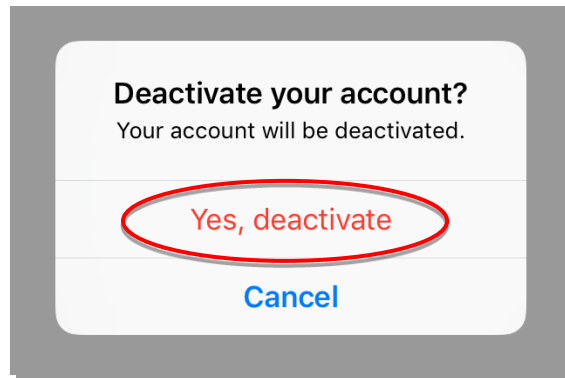 Deactivate your account?
Your account will be deactivated.
Yes, deactivate
Cancel